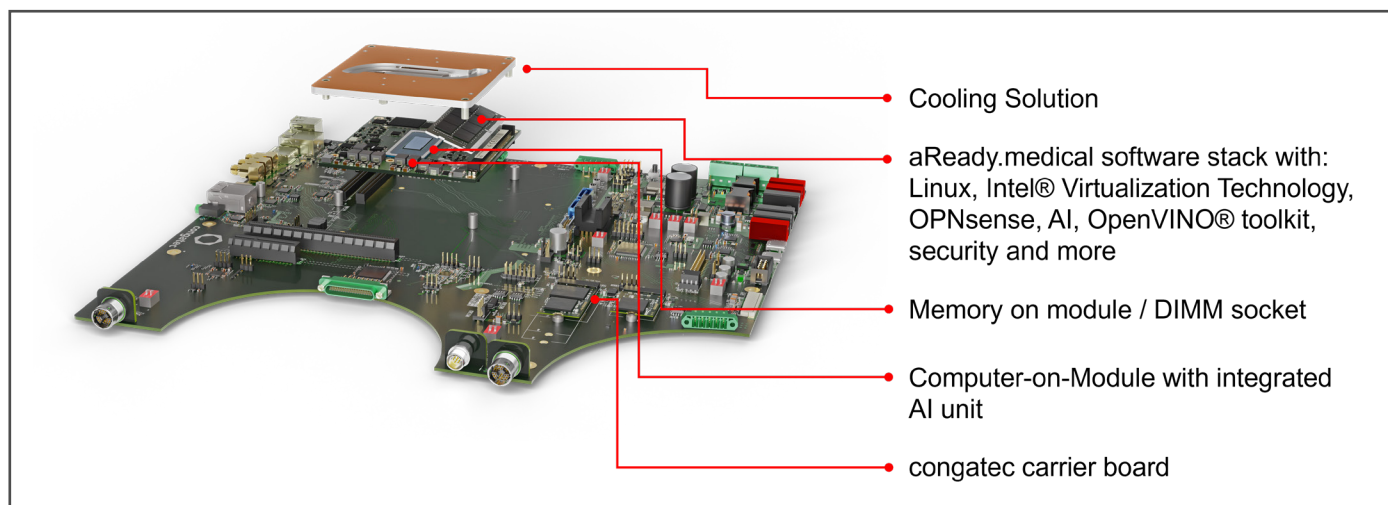 Cooling Solution
aReady.medical software stack with:
Linux, Intel® Virtualization Technology,
OPNsense, AI, OpenVINO® toolkit,
security and more
Memory on module / DIMM socket
Computer-on-Module with integrated
AI unit
congatec carrier board
congatec